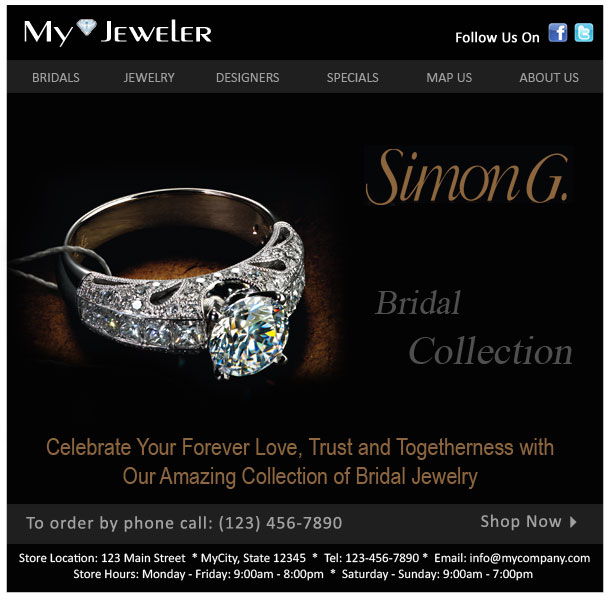 My Jeweler
Follow Us On f t
BRIDALS JEWELRY DESIGNERS SPECIALS MAP US ABOUT US
Simon G.
Bridal
Collection
Celebrate Your Forever Love, Trust and Togetherness with
Our Amazing Collection of Bridal Jewelry
To order by phone call: (123) 456-7890 Shop Now
Store Location: 123 Main Street * MyCity, State 12345 * Tel: 123-456-7890 * Email: info@mycompany.com
Store Hours: Monday - Friday: 9:00am - 8:00pm * Saturday - Sunday: 9:00am - 7:00pm